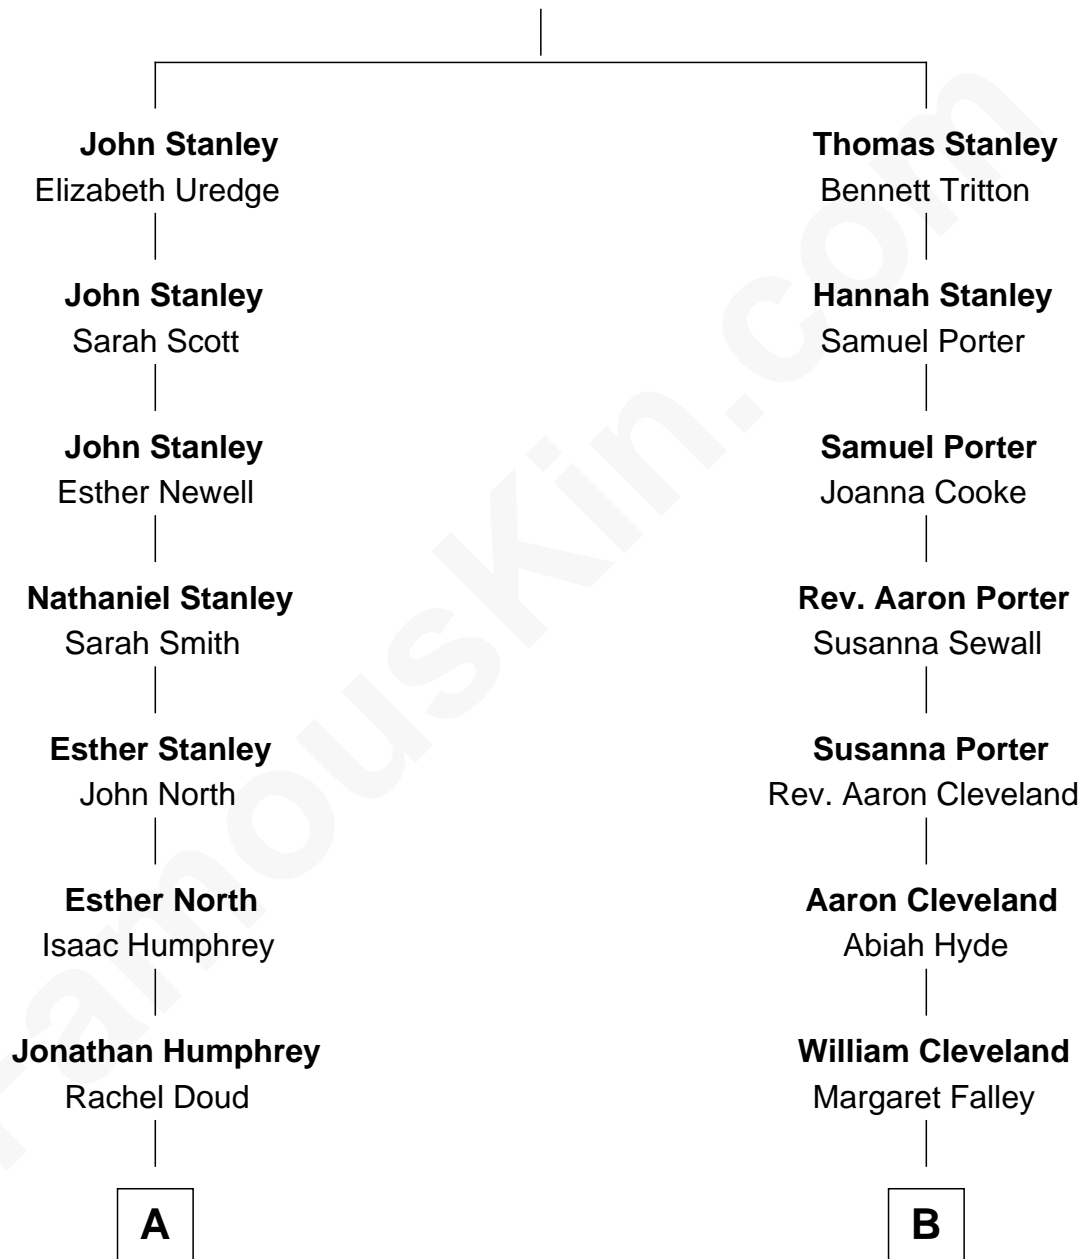 John Stanley
Elizabeth Uredge
John Stanley
Sarah Scott
John Stanley
Esther Newell
Nathaniel Stanley
Sarah Smith
Esther Stanley
John North
Esther North
Isaac Humphrey
Jonathan Humphrey
Rachel Doud
A
Thomas Stanley
Bennett Tritton
Hannah Stanley
Samuel Porter
Samuel Porter
Joanna Cooke
Rev. Aaron Porter
Susanna Sewall
Susanna Porter
Rev. Aaron Cleveland
Aaron Cleveland
Abiah Hyde
William Cleveland
Margaret Falley
B
FamousKin.com